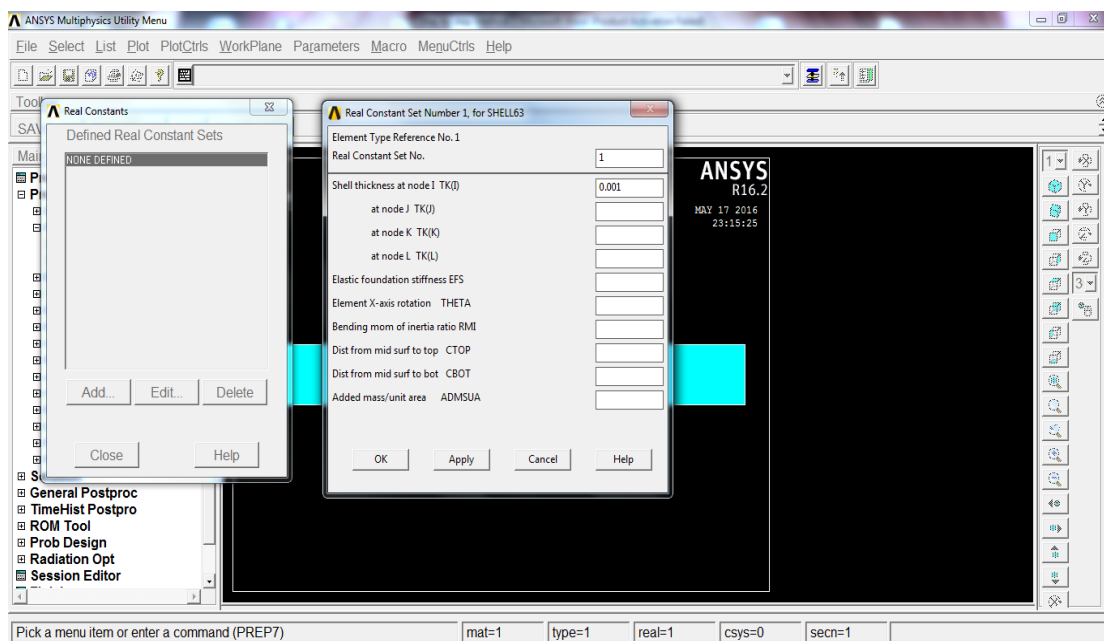 ANSYS Multiphysics Utility Menu
File Select List Plot PlotCtrls WorkPlane Parameters Macro MenuCtrls Help
Real Constants
Defined Real Constant Sets
NONE DEFINED
Add... Edit... Delete
Close Help
Real Constant Set Number 1, for SHELL63
Element Type Reference No. 1
Real Constant Set No. 1
Shell thickness at node I TK(I) 0.001
at node J TK(J)
at node K TK(K)
at node L TK(L)
Elastic foundation stiffness EFS
Element X-axis rotation THETA
Bending mom of inertia ratio RMI
Dist from mid surf to top CTOP
Dist from mid surf to bot CBOT
Added mass/unit area ADMSUA
OK Apply Cancel Help
ANSYS
R16.2
MAY 17 2016
23:15:25
1
3
General Postproc
TimeHist Postpro
ROM Tool
Prob Design
Radiation Opt
Session Editor
Pick a menu item or enter a command (PREP7) mat=1 type=1 real=1 csys=0 secn=1